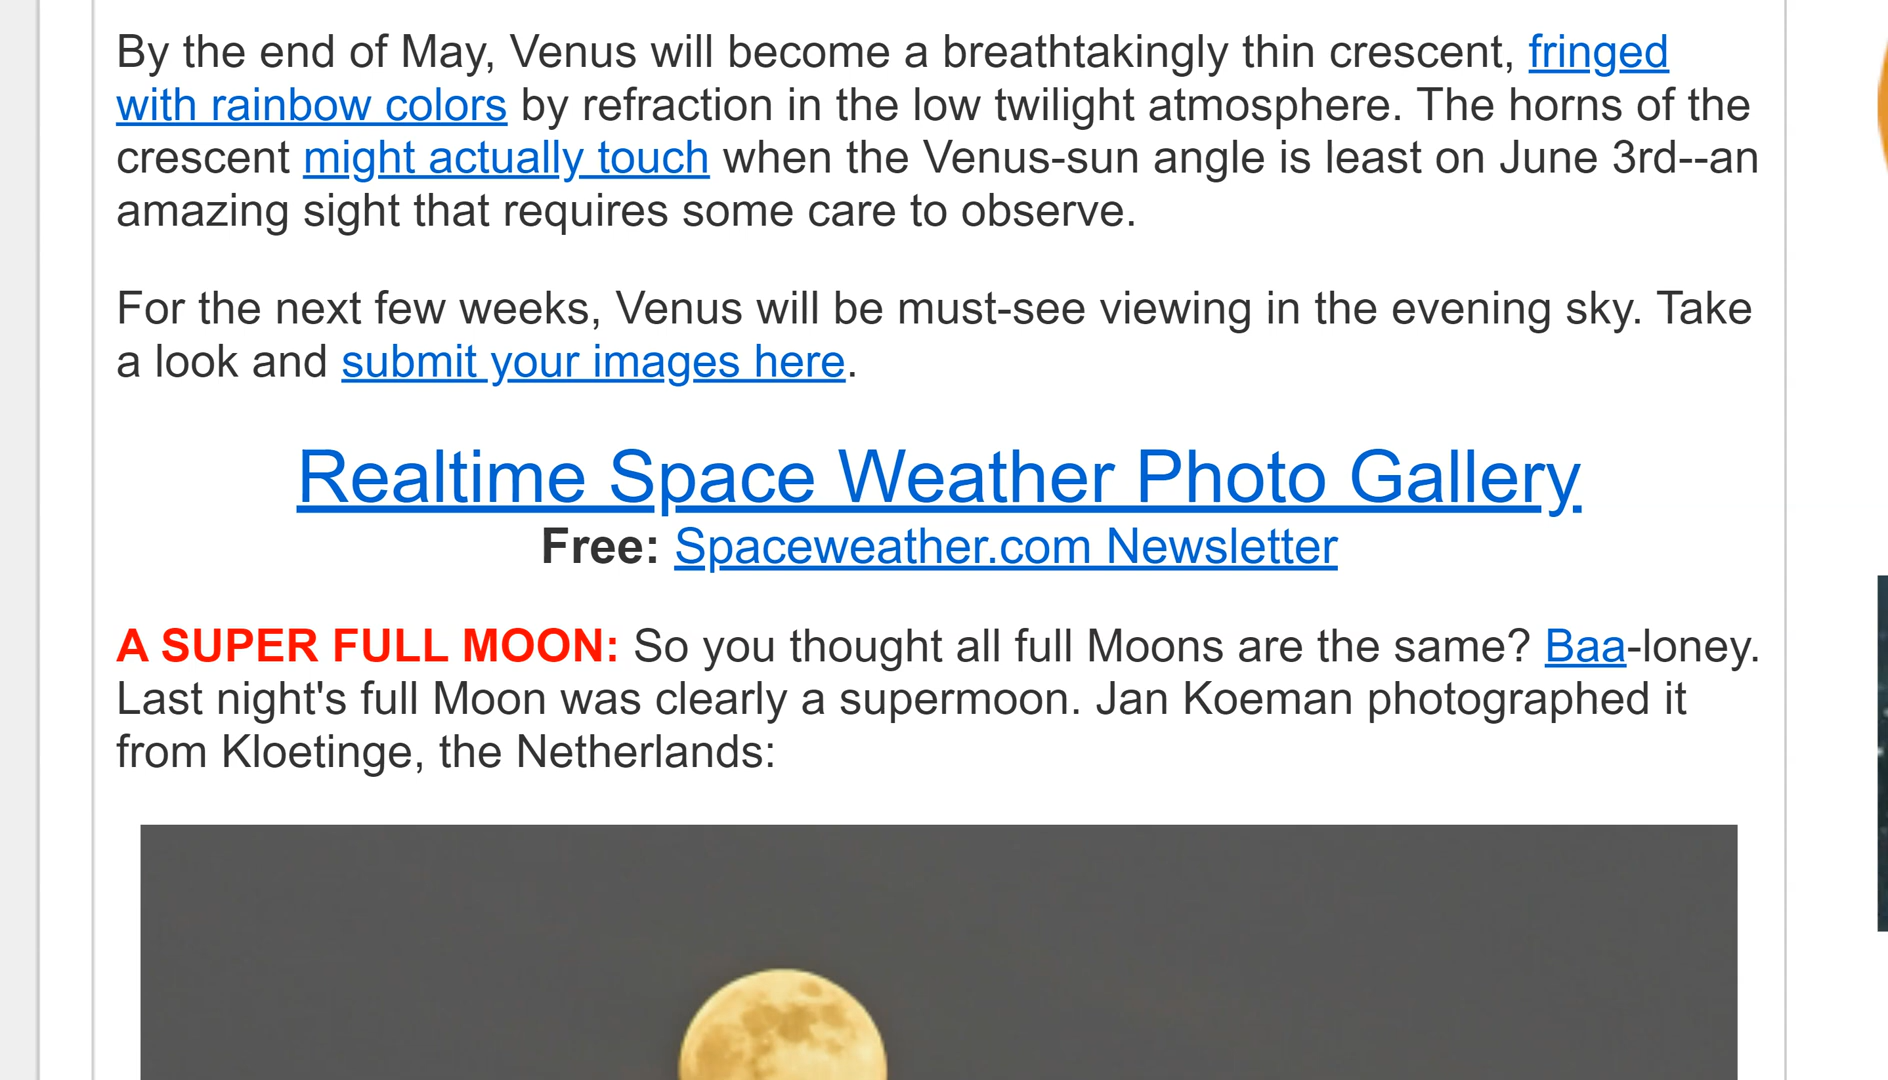 By the end of May, Venus will become a breathtakingly thin crescent, fringed
with rainbow colors by refraction in the low twilight atmosphere. The horns of the
crescent might actually touch when the Venus-sun angle is least on June 3rd--an
amazing sight that requires some care to observe.
For the next few weeks, Venus will be must-see viewing in the evening sky. Take
a look and submit your images here.
Realtime Space Weather Photo Gallery
Free: Spaceweather.com Newsletter
A SUPER FULL MOON: So you thought all full Moons are the same? Baa-loney.
Last night's full Moon was clearly a supermoon. Jan Koeman photographed it
from Kloetinge, the Netherlands: